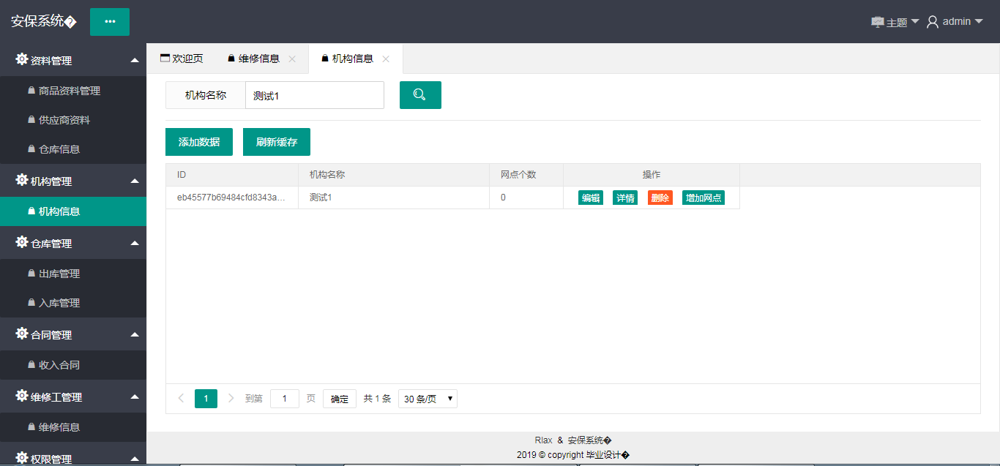 安保系统�
主题 admin
资料管理
商品资料管理
供应商资料
仓库信息
机构管理
机构信息
仓库管理
出库管理
入库管理
合同管理
收入合同
维修工管理
维修信息
权限管理
欢迎页 维修信息 机构信息
机构名称 测试1
添加数据 刷新缓存
ID 机构名称 网点个数 操作
eb45577b69484cfd8343a... 测试1 0 编辑 详情 删除 增加网点
1 到第 1 页 确定 共 1 条 30 条/页
Rlax & 安保系统�
2019 © copyright 毕业设计�